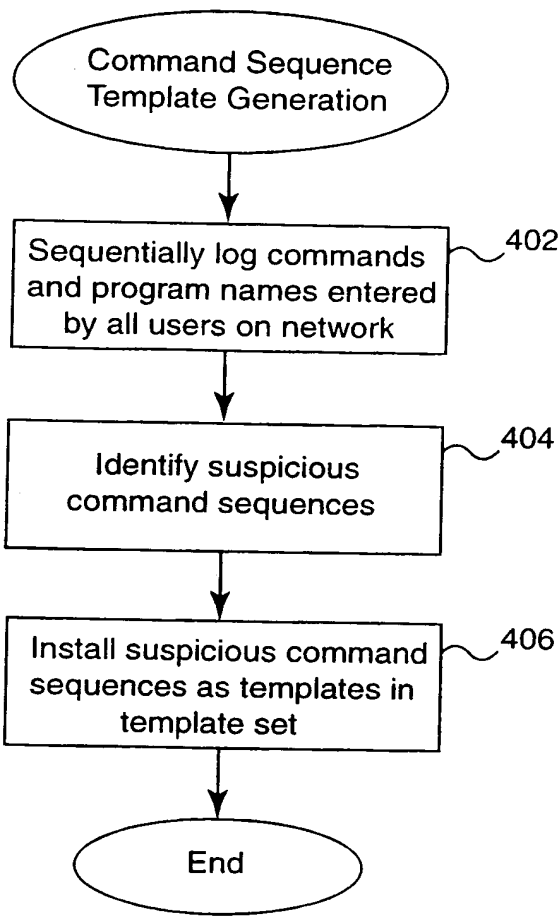 Command Sequence
Template Generation
Sequentially log commands
and program names entered
by all users on network
402
Identify suspicious
command sequences
404
Install suspicious command
sequences as templates in
template set
406
End